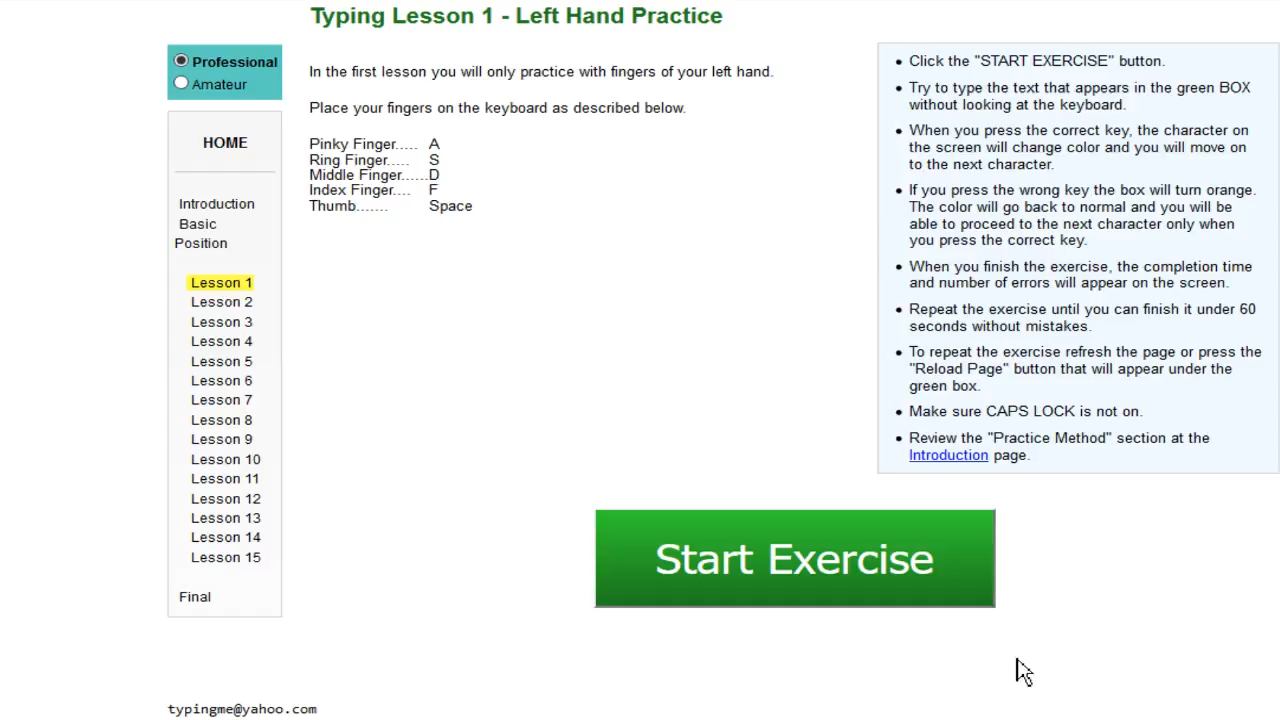 Typing Lesson 1 - Left Hand Practice
Professional
Amateur
HOME
Introduction
Basic
Position
Lesson 1
Lesson 2
Lesson 3
Lesson 4
Lesson 5
Lesson 6
Lesson 7
Lesson 8
Lesson 9
Lesson 10
Lesson 11
Lesson 12
Lesson 13
Lesson 14
Lesson 15
Final
In the first lesson you will only practice with fingers of your left hand.
Place your fingers on the keyboard as described below.
Pinky Finger..... A
Ring Finger..... S
Middle Finger......D
Index Finger.... F
Thumb....... Space
Click the "START EXERCISE" button.
Try to type the text that appears in the green BOX
without looking at the keyboard.
When you press the correct key, the character on
the screen will change color and you will move on
to the next character.
If you press the wrong key the box will turn orange.
The color will go back to normal and you will be
able to proceed to the next character only when
you press the correct key.
When you finish the exercise, the completion time
and number of errors will appear on the screen.
Repeat the exercise until you can finish it under 60
seconds without mistakes.
To repeat the exercise refresh the page or press the
"Reload Page" button that will appear under the
green box.
Make sure CAPS LOCK is not on.
Review the "Practice Method" section at the
Introduction page.
Start Exercise
typingme@yahoo.com